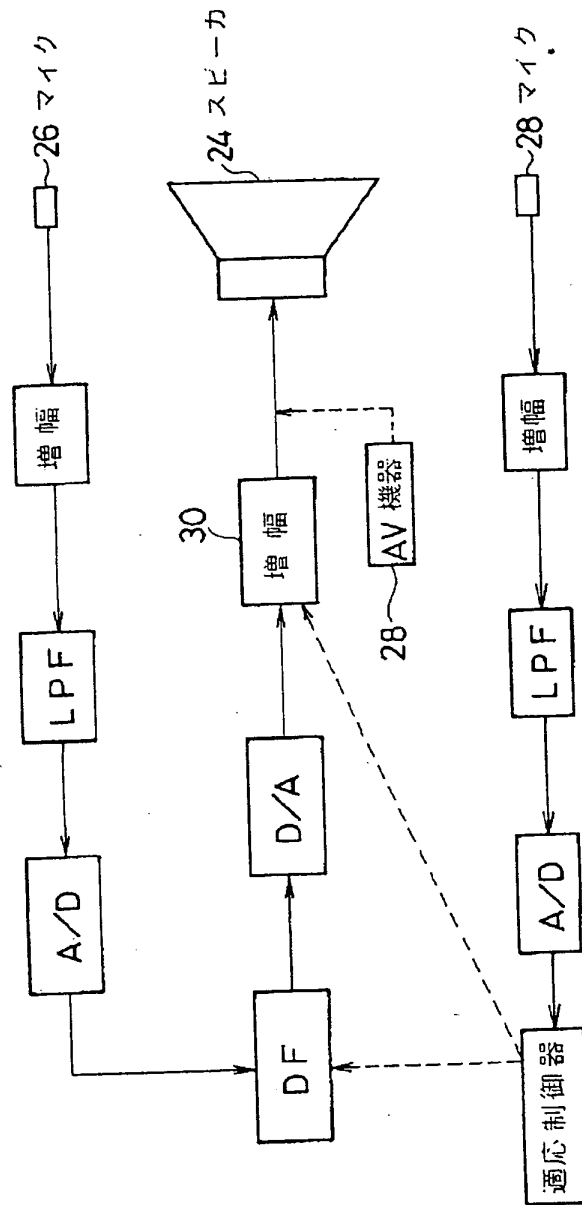 26 マイク
増幅
LPF
A/D
24 スピーカ
30
増幅
AV機器
28
D/A
DF
28 マイク
増幅
LPF
A/D
適応制御器